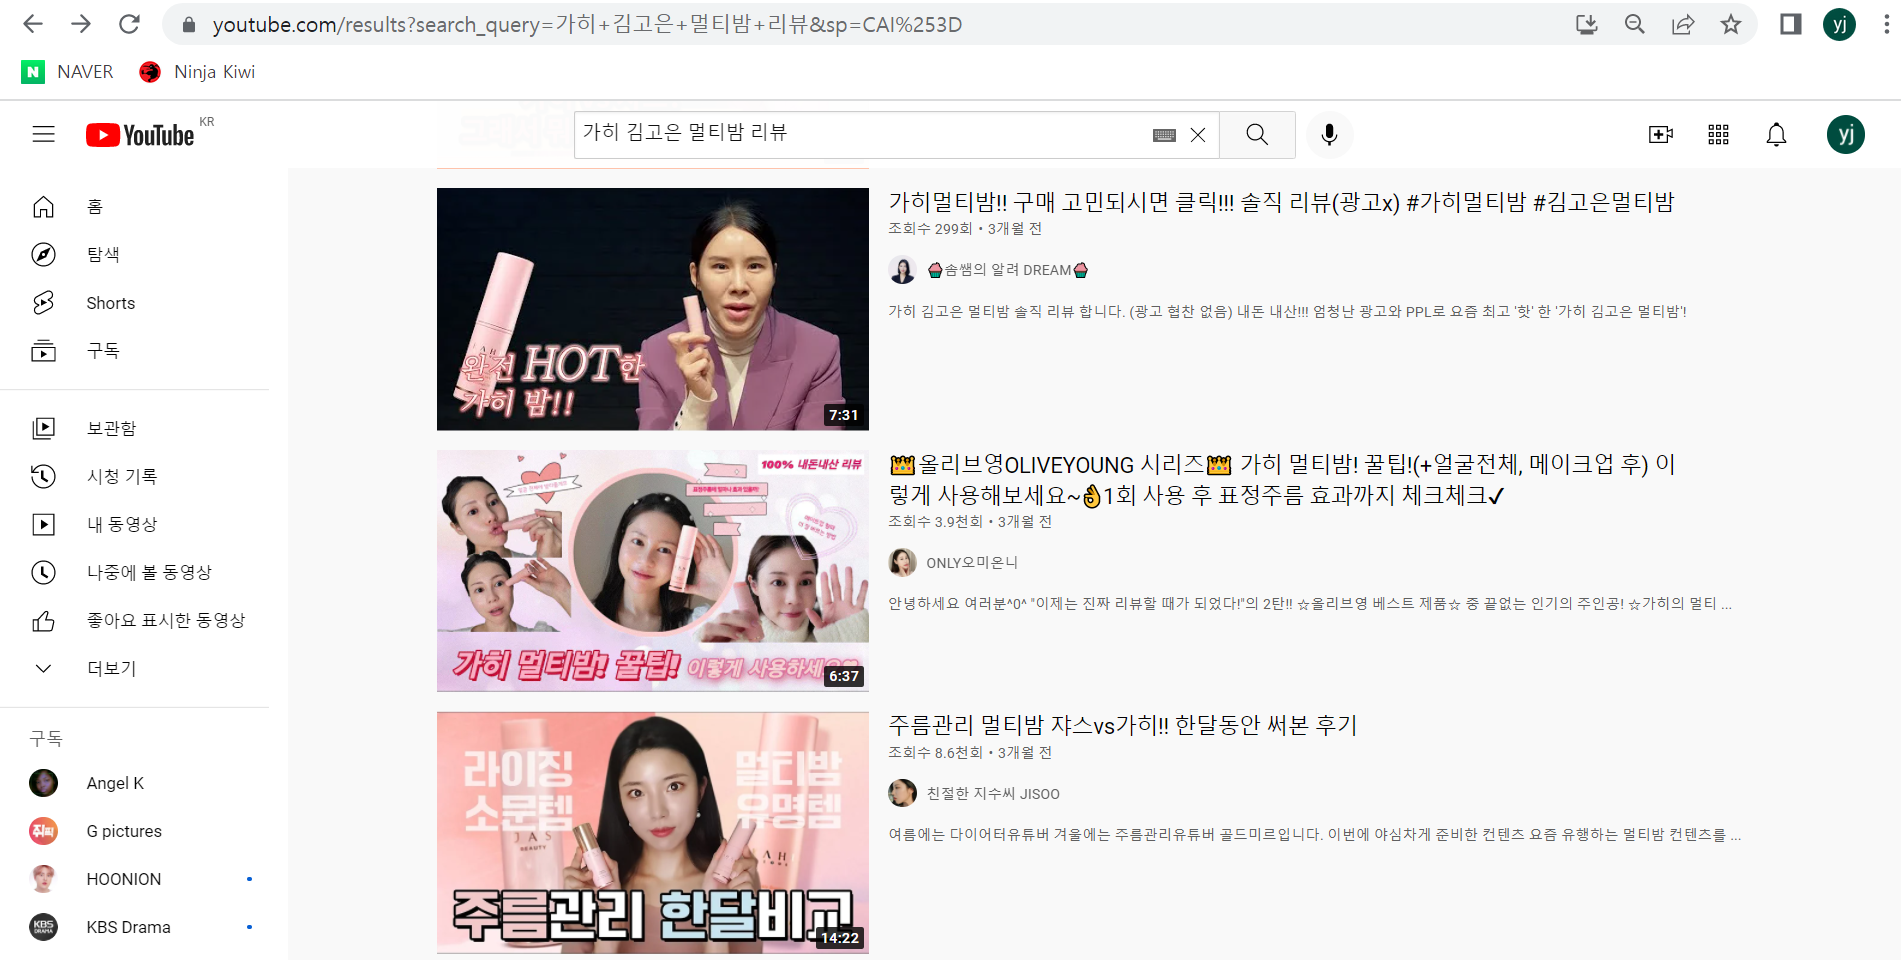 youtube.com/results?search_query=가히+김고은+멀티밤+리뷰&sp=CAI%253D
yj
NAVER
Ninja Kiwi
YouTube KR
가히 김고은 멀티밤 리뷰
yj
홈
탐색
Shorts
구독
보관함
시청 기록
내 동영상
나중에 볼 동영상
좋아요 표시한 동영상
더보기
구독
Angel K
G pictures
HOONION
KBS Drama
완전 HOT한
가히 밤!!
7:31
가히멀티밤!! 구매 고민되시면 클릭!!! 솔직 리뷰(광고x) #가히멀티밤 #김고은멀티밤
조회수 299회 • 3개월 전
🧁솜쌤의 알려 DREAM🧁
가히 김고은 멀티밤 솔직 리뷰 합니다. (광고 협찬 없음) 내돈 내산!!! 엄청난 광고와 PPL로 요즘 최고 '핫' 한 '가히 김고은 멀티밤'!
100% 내돈내산 리뷰
가히 멀티밤! 꿀팁! 이렇게 사용하세요
6:37
👑올리브영OLIVEYOUNG 시리즈👑 가히 멀티밤! 꿀팁!(+얼굴전체, 메이크업 후) 이
렇게 사용해보세요~👌1회 사용 후 표정주름 효과까지 체크체크✔
조회수 3.9천회 • 3개월 전
ONLY오미온니
안녕하세요 여러분^0^ "이제는 진짜 리뷰할 때가 되었다!"의 2탄!! ☆올리브영 베스트 제품☆ 중 끝없는 인기의 주인공! ☆가히의 멀티 ...
라이징
소문템
멀티밤
유명템
JAS
BEAUTY
KAHI
주름관리 한달비교
14:22
주름관리 멀티밤 쟈스vs가히!! 한달동안 써본 후기
조회수 8.6천회 • 3개월 전
친절한 지수씨 JISOO
여름에는 다이어터유튜버 겨울에는 주름관리유튜버 골드미르입니다. 이번에 야심차게 준비한 컨텐츠 요즘 유행하는 멀티밤 컨텐츠를 ...